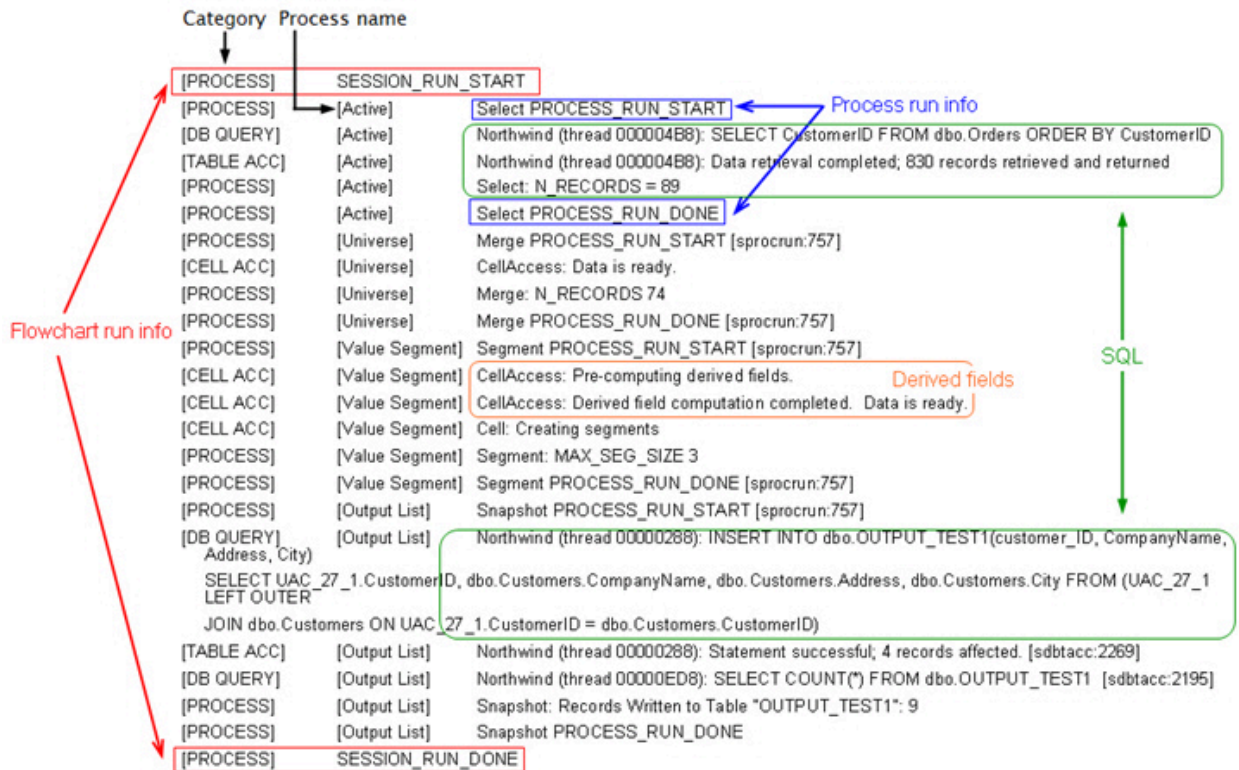 Category Process name
[PROCESS] SESSION_RUN_START
[PROCESS] [Active] Select PROCESS_RUN_START Process run info
[DB QUERY] [Active] Northwind (thread 000004B8): SELECT CustomerID FROM dbo.Orders ORDER BY CustomerID
[TABLE ACC] [Active] Northwind (thread 000004B8): Data retrieval completed; 830 records retrieved and returned
[PROCESS] [Active] Select: N_RECORDS = 89
[PROCESS] [Active] Select PROCESS_RUN_DONE
[PROCESS] [Universe] Merge PROCESS_RUN_START [sprocrun:757]
[CELL ACC] [Universe] CellAccess: Data is ready.
[PROCESS] [Universe] Merge: N_RECORDS 74
[PROCESS] [Universe] Merge PROCESS_RUN_DONE [sprocrun:757]
Flowchart run info
[PROCESS] [Value Segment] Segment PROCESS_RUN_START [sprocrun:757]
SQL
[CELL ACC] [Value Segment] CellAccess: Pre-computing derived fields. Derived fields
[CELL ACC] [Value Segment] CellAccess: Derived field computation completed. Data is ready.
[CELL ACC] [Value Segment] Cell: Creating segments
[PROCESS] [Value Segment] Segment: MAX_SEG_SIZE 3
[PROCESS] [Value Segment] Segment PROCESS_RUN_DONE [sprocrun:757]
[PROCESS] [Output List] Snapshot PROCESS_RUN_START [sprocrun:757]
[DB QUERY] [Output List] Northwind (thread 00000288): INSERT INTO dbo.OUTPUT_TEST1(customer_ID, CompanyName,
Address, City)
SELECT UAC_27_1.CustomerID, dbo.Customers.CompanyName, dbo.Customers.Address, dbo.Customers.City FROM (UAC_27_1
LEFT OUTER
JOIN dbo.Customers ON UAC_27_1.CustomerID = dbo.Customers.CustomerID)
[TABLE ACC] [Output List] Northwind (thread 00000288): Statement successful; 4 records affected. [sdbtacc:2269]
[DB QUERY] [Output List] Northwind (thread 00000ED8): SELECT COUNT(*) FROM dbo.OUTPUT_TEST1 [sdbtacc:2195]
[PROCESS] [Output List] Snapshot: Records Written to Table "OUTPUT_TEST1": 9
[PROCESS] [Output List] Snapshot PROCESS_RUN_DONE
[PROCESS] SESSION_RUN_DONE